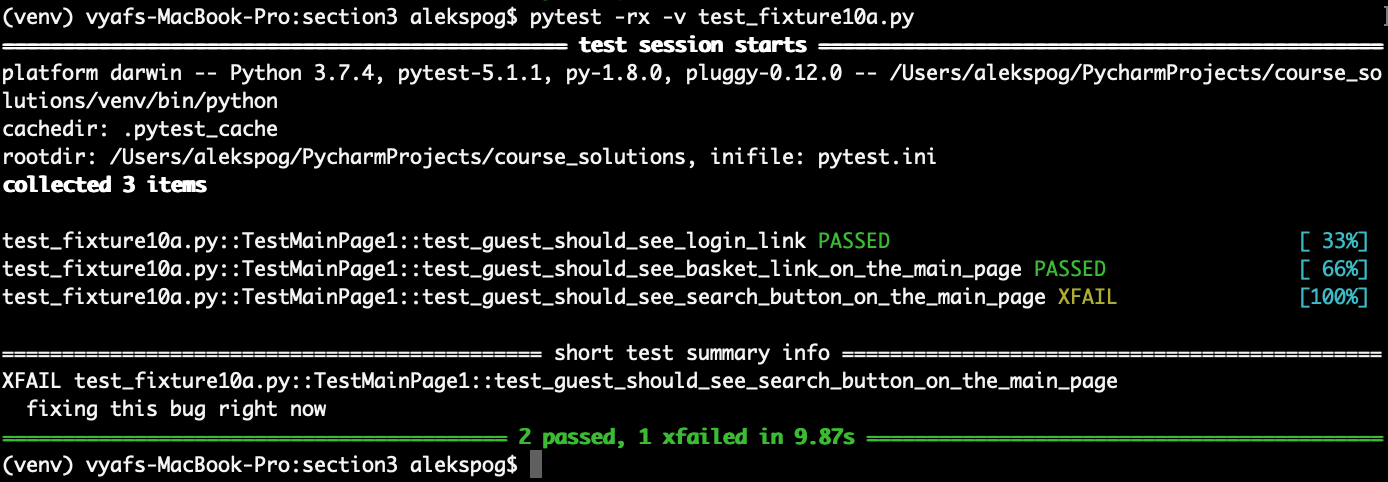 (venv) vyafs-MacBook-Pro:section3 alekspog$ pytest -rx -v test_fixture10a.py
=============================================== test session starts ===============================================
platform darwin -- Python 3.7.4, pytest-5.1.1, py-1.8.0, pluggy-0.12.0 -- /Users/alekspog/PycharmProjects/course_so
lutions/venv/bin/python
cachedir: .pytest_cache
rootdir: /Users/alekspog/PycharmProjects/course_solutions, inifile: pytest.ini
collected 3 items
test_fixture10a.py::TestMainPage1::test_guest_should_see_login_link PASSED [ 33%]
test_fixture10a.py::TestMainPage1::test_guest_should_see_basket_link_on_the_main_page PASSED [ 66%]
test_fixture10a.py::TestMainPage1::test_guest_should_see_search_button_on_the_main_page XFAIL [100%]
============================================= short test summary info =============================================
XFAIL test_fixture10a.py::TestMainPage1::test_guest_should_see_search_button_on_the_main_page
  fixing this bug right now
========================================== 2 passed, 1 xfailed in 9.87s ===========================================
(venv) vyafs-MacBook-Pro:section3 alekspog$